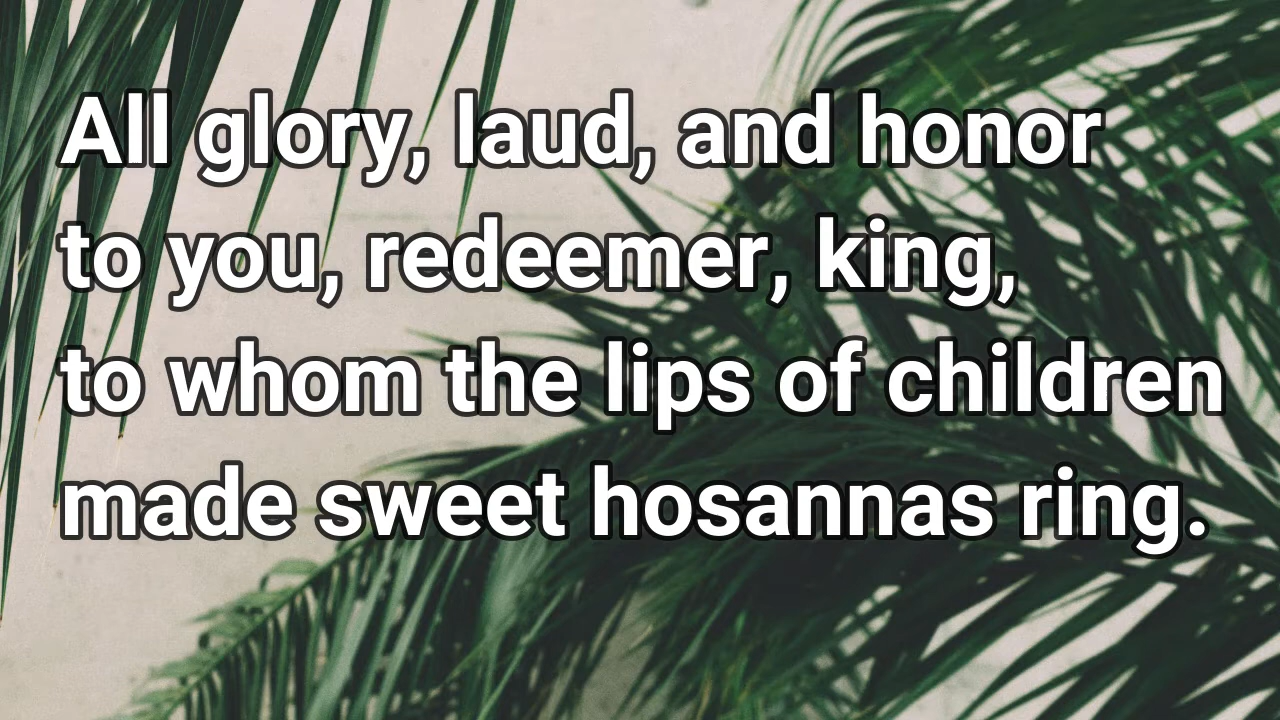 All glory, laud, and honor
to you, redeemer, king,
to whom the lips of children
made sweet hosannas ring.